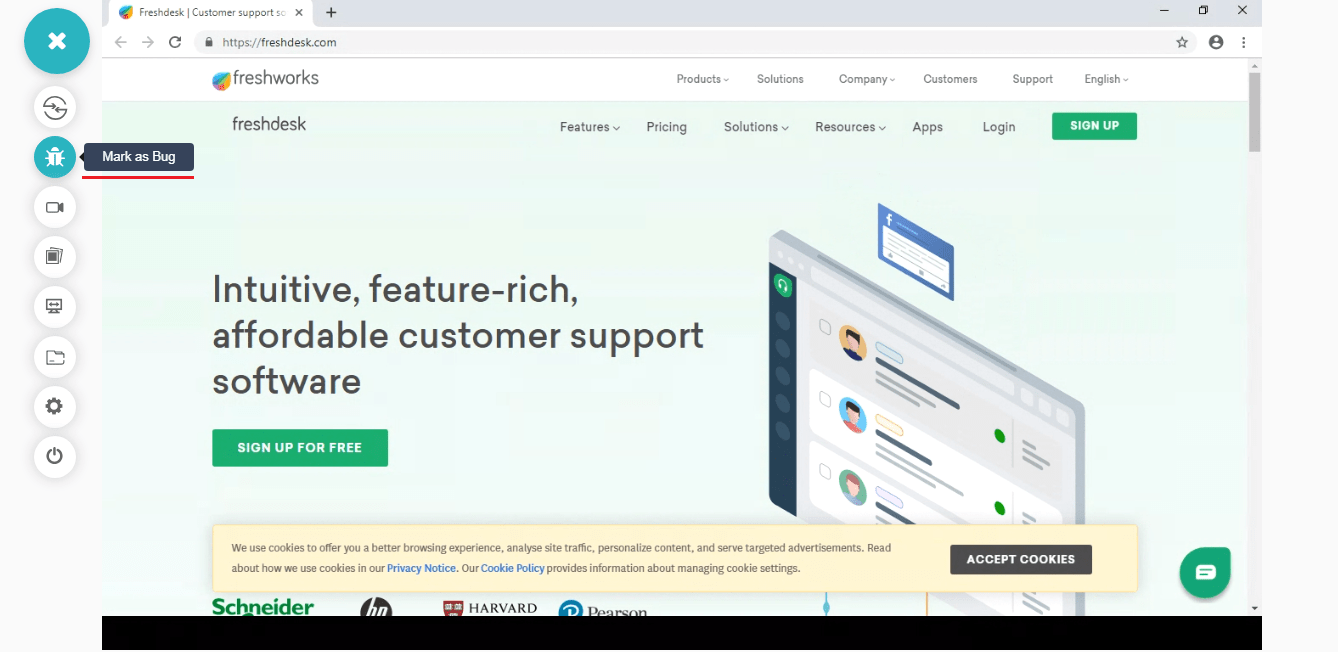 Freshdesk | Customer support so
https://freshdesk.com
freshworks
Products Solutions Company Customers Support English
freshdesk
Features Pricing Solutions Resources Apps Login SIGN UP
Mark as Bug
Intuitive, feature-rich,
affordable customer support
software
SIGN UP FOR FREE
We use cookies to offer you a better browsing experience, analyse site traffic, personalize content, and serve targeted advertisements. Read
about how we use cookies in our Privacy Notice. Our Cookie Policy provides information about managing cookie settings.
ACCEPT COOKIES
Schneider hp HARVARD Pearson